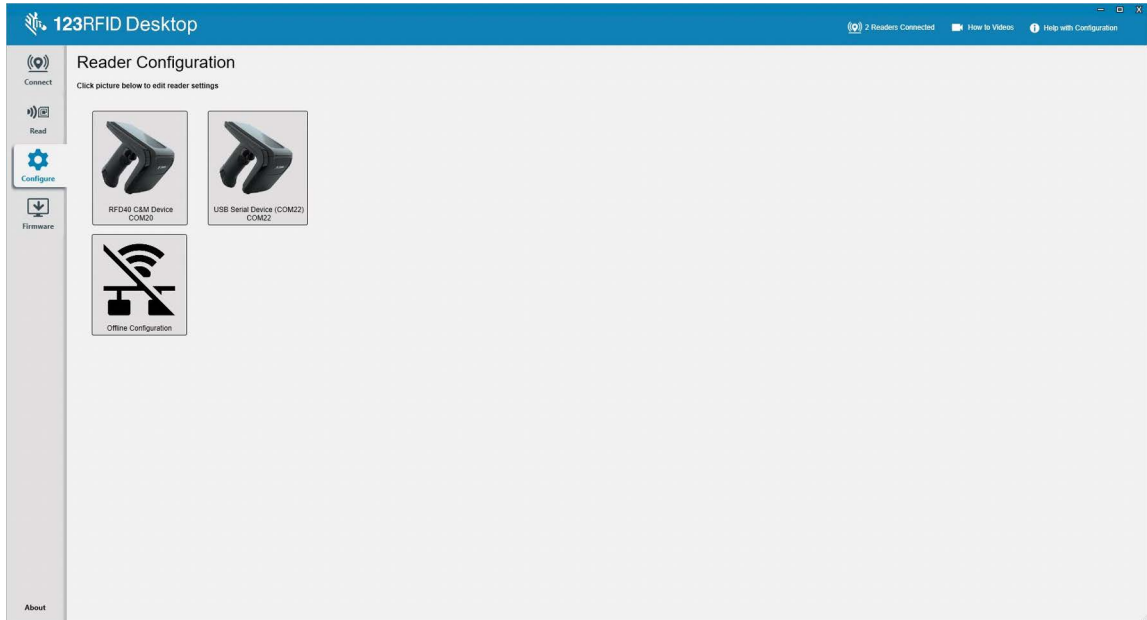 123RFID Desktop
2 Readers Connected
How to Videos
Help with Configuration
Connect
Read
Configure
Firmware
About
Reader Configuration
Click picture below to edit reader settings
RFD40 C&M Device
COM20
USB Serial Device (COM22)
COM22
Offline Configuration